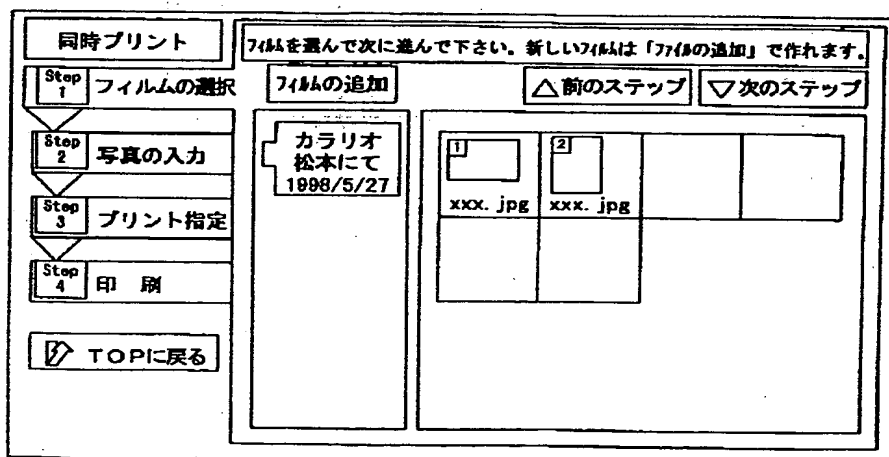 同時プリント
フィルムを選んで次に進んで下さい。新しいフィルムは「ファイルの追加」で作れます。
Step
1
フィルムの選択
フィルムの追加
△前のステップ
▽次のステップ
Step
2
写真の入力
Step
3
プリント指定
Step
4
印 刷
TOPに戻る
カラリオ
松本にて
1998/5/27
1
xxx. jpg
2
xxx. jpg